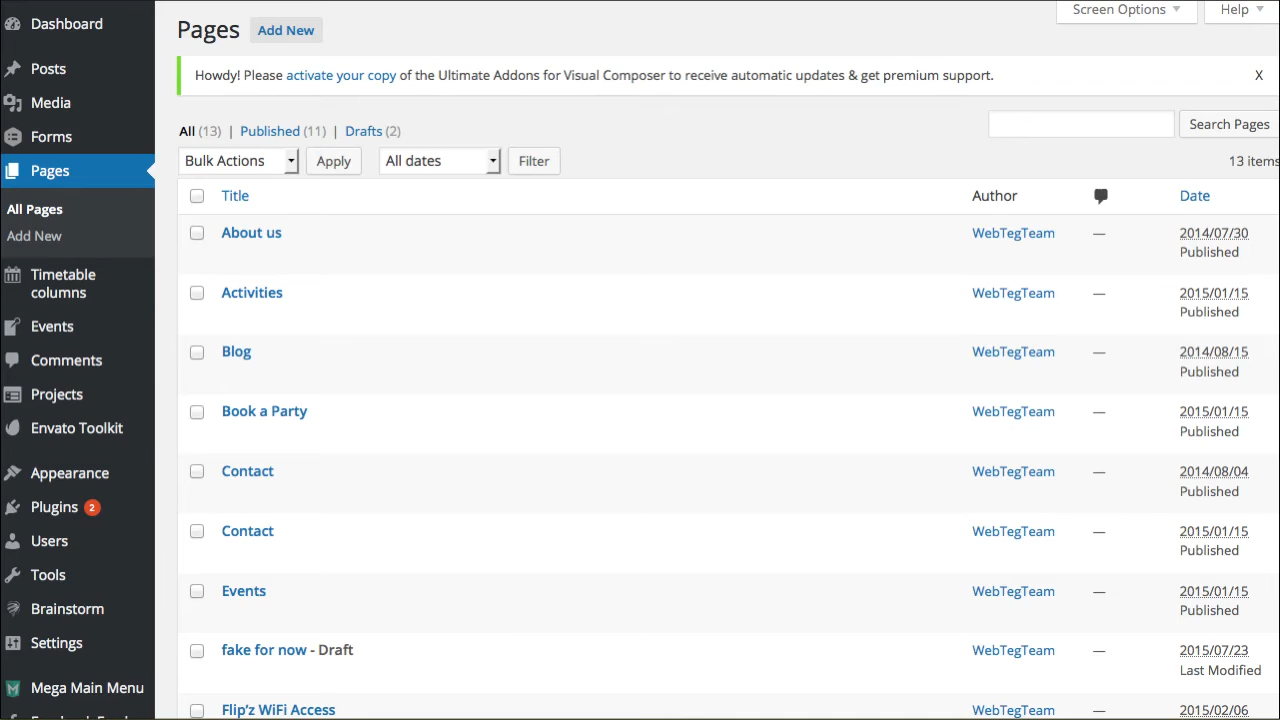 Dashboard
Posts
Media
Forms
Pages
All Pages
Add New
Timetable
columns
Events
Comments
Projects
Envato Toolkit
Appearance
Plugins 2
Users
Tools
Brainstorm
Settings
Mega Main Menu
Screen Options
Help
Pages Add New
Howdy! Please activate your copy of the Ultimate Addons for Visual Composer to receive automatic updates & get premium support. X
All (13) | Published (11) | Drafts (2)
Search Pages
Bulk Actions Apply All dates Filter 13 items
Title Author Date
About us WebTegTeam — 2014/07/30
Published
Activities WebTegTeam — 2015/01/15
Published
Blog WebTegTeam — 2014/08/15
Published
Book a Party WebTegTeam — 2015/01/15
Published
Contact WebTegTeam — 2014/08/04
Published
Contact WebTegTeam — 2015/01/15
Published
Events WebTegTeam — 2015/01/15
Published
fake for now - Draft WebTegTeam — 2015/07/23
Last Modified
Flip’z WiFi Access WebTegTeam — 2015/02/06